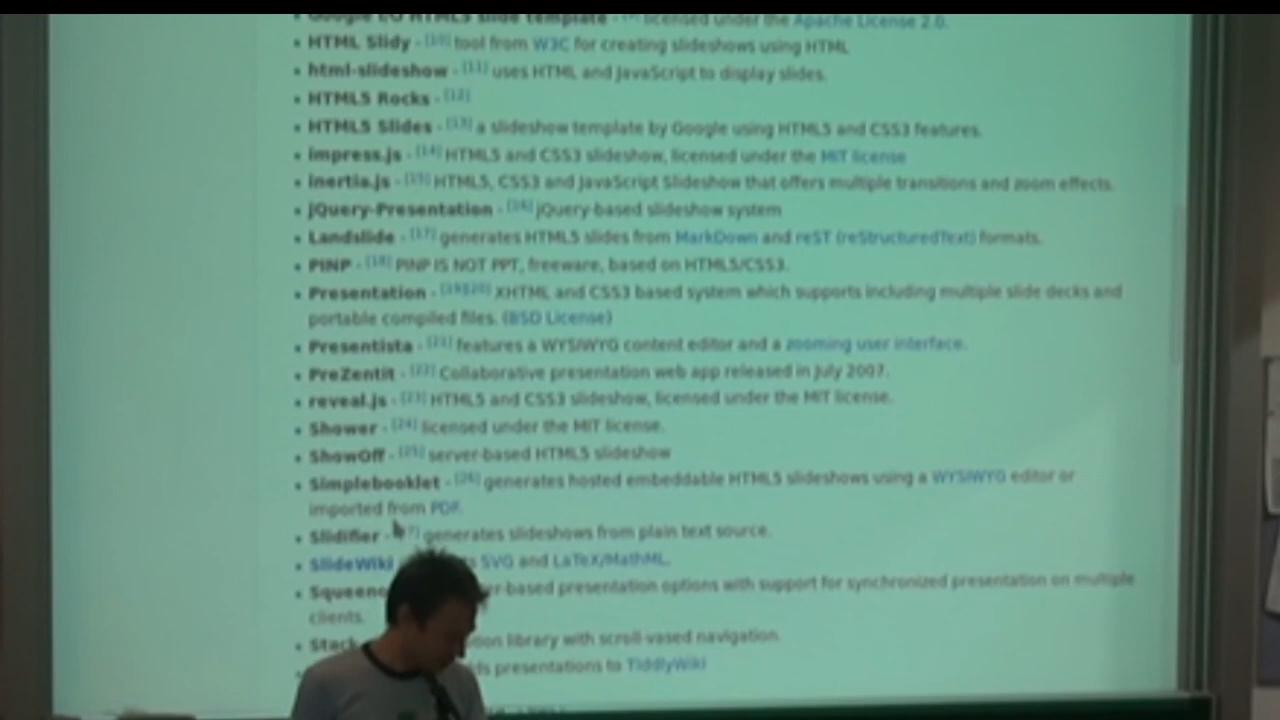 Google IO HTML5 slide template - [9] licensed under the Apache License 2.0.
• HTML Slidy - [10] tool from W3C for creating slideshows using HTML
• html-slideshow - [11] uses HTML and JavaScript to display slides.
• HTML5 Rocks - [12]
• HTML5 Slides - [13] a slideshow template by Google using HTML5 and CSS3 features.
• impress.js - [14] HTML5 and CSS3 slideshow, licensed under the MIT license
• inertia.js - [15] HTML5, CSS3 and JavaScript Slideshow that offers multiple transitions and zoom effects.
• jQuery-Presentation - [16] jQuery-based slideshow system
• Landslide - [17] generates HTML5 slides from MarkDown and reST (reStructuredText) formats.
• PINP - [18] PINP IS NOT PPT, freeware, based on HTML5/CSS3.
• Presentation - [19][20] XHTML and CSS3 based system which supports including multiple slide decks and
portable compiled files. (BSD License)
• Presentista - [21] features a WYSIWYG content editor and a zooming user interface.
• PreZentit - [22] Collaborative presentation web app released in July 2007.
• reveal.js - [23] HTML5 and CSS3 slideshow, licensed under the MIT license.
• Shower - [24] licensed under the MIT license.
• ShowOff - [25] server-based HTML5 slideshow
• Simplebooklet - [26] generates hosted embeddable HTML5 slideshows using a WYSIWYG editor or
imported from PDF.
• Slidifier - 7] generates slideshows from plain text source.
• SlideWiki SVG and LaTeX/MathML.
• Squeeno r-based presentation options with support for synchronized presentation on multiple
clients.
• Stack tion library with scroll-vased navigation.
ds presentations to TiddlyWiki